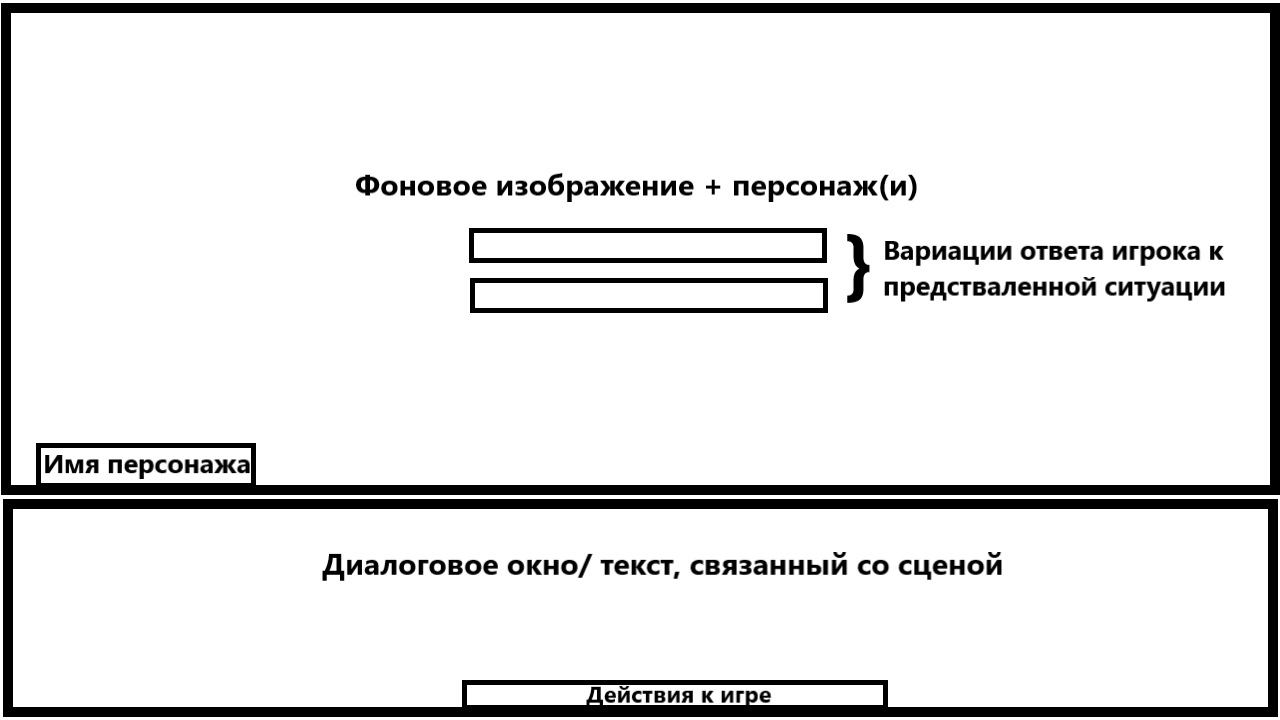 Фоновое изображение + персонаж(и)
Вариации ответа игрока к
предстваленной ситуации
Имя персонажа
Диалоговое окно/ текст, связанный со сценой
Действия к игре